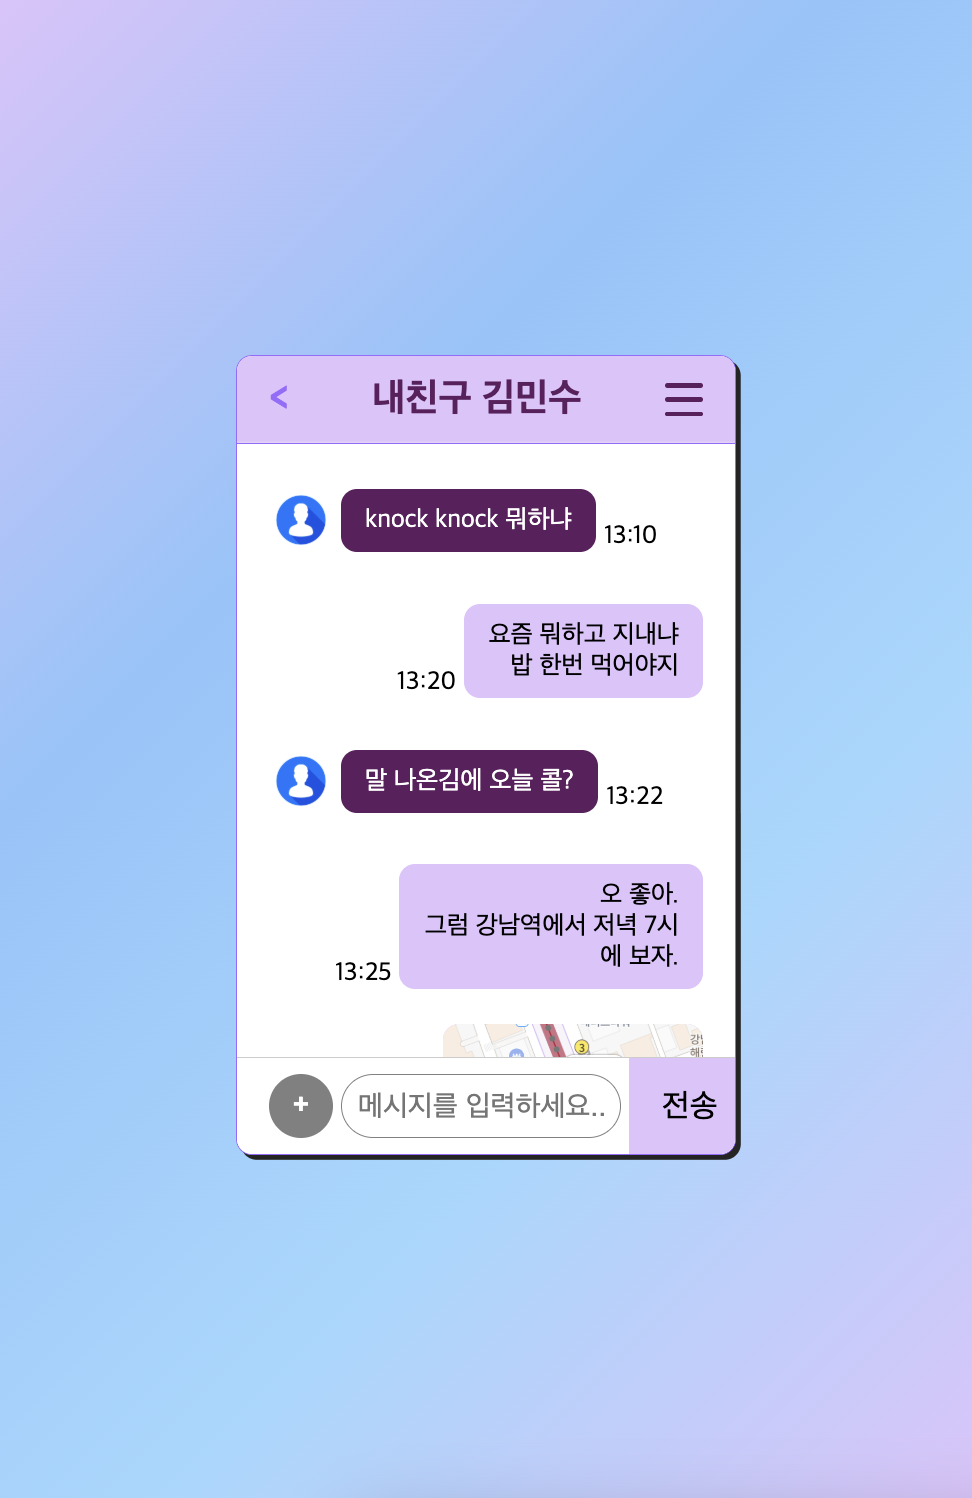 <
내친구 김민수
knock knock 뭐하냐
13:10
요즘 뭐하고 지내냐
밥 한번 먹어야지
13:20
말 나온김에 오늘 콜?
13:22
오 좋아.
그럼 강남역에서 저녁 7시
에 보자.
13:25
3
+
메시지를 입력하세요..
전송